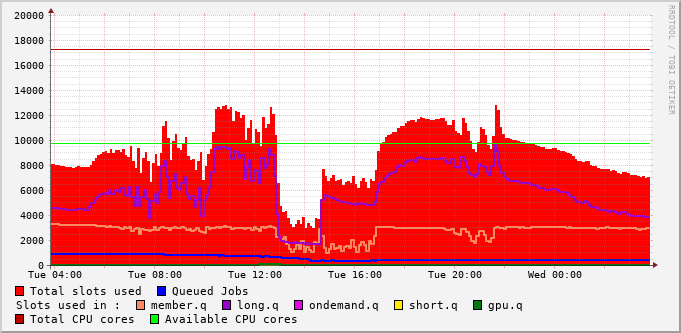 RRDTOOL / TOBI OETIKER
20000
18000
16000
14000
12000
10000
8000
6000
4000
2000
0
Tue 04:00 Tue 08:00 Tue 12:00 Tue 16:00 Tue 20:00 Wed 00:00
Total slots used Queued Jobs
Slots used in : member.q long.q ondemand.q short.q gpu.q
Total CPU cores Available CPU cores